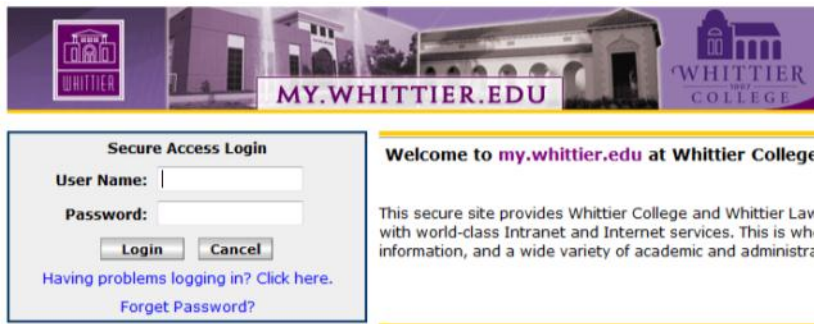 WHITTIER
MY.WHITTIER.EDU
WHITTIER
1887
COLLEGE
Secure Access Login
User Name:
Password:
Login Cancel
Having problems logging in? Click here.
Forget Password?
Welcome to my.whittier.edu at Whittier College
This secure site provides Whittier College and Whittier Law
with world-class Intranet and Internet services. This is
information, and a wide variety of academic and